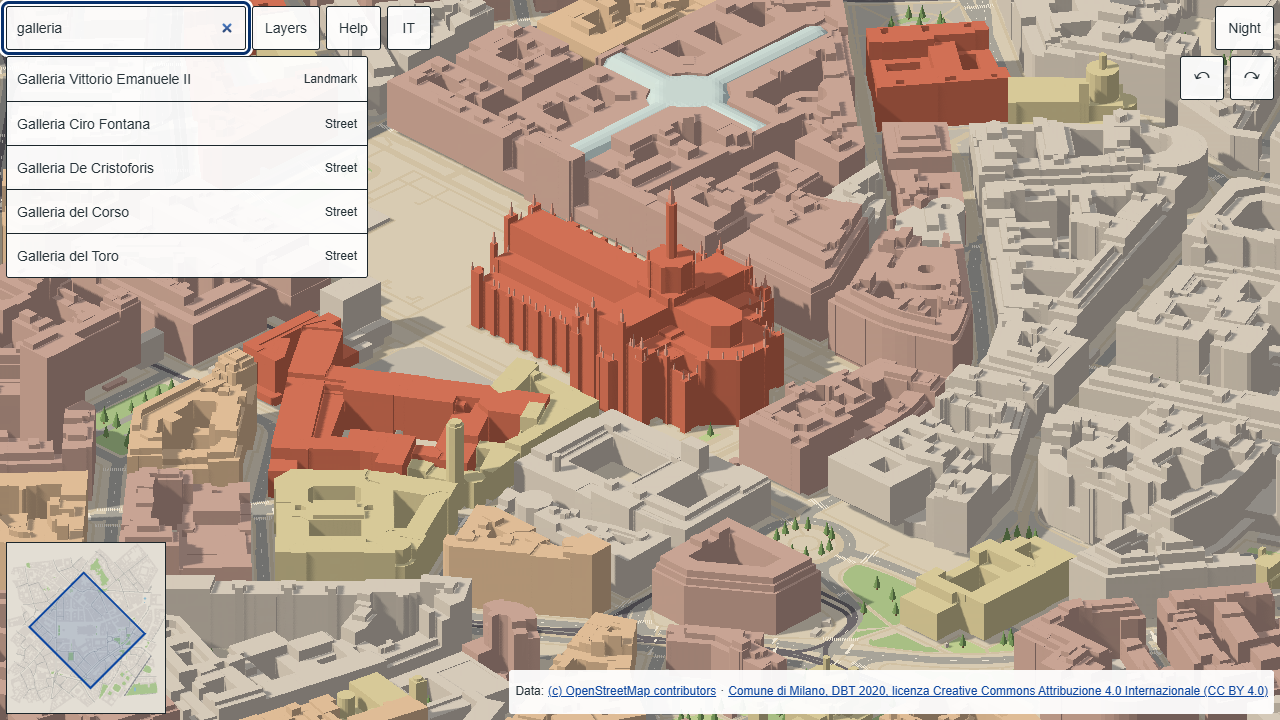 galleria × Layers Help IT Night
Galleria Vittorio Emanuele II Landmark
Galleria Ciro Fontana Street
Galleria De Cristoforis Street
Galleria del Corso Street
Galleria del Toro Street
Data: (c) OpenStreetMap contributors · Comune di Milano, DBT 2020, licenza Creative Commons Attribuzione 4.0 Internazionale (CC BY 4.0)